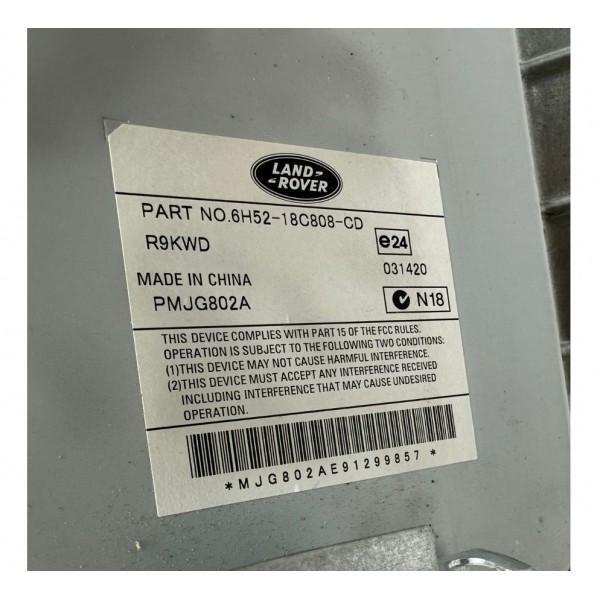 LAND
ROVER
PART NO.6H52-18C808-CD
R9KWD
e24
031420
MADE IN CHINA
PMJG802A
N18
THIS DEVICE COMPLIES WITH PART 15 OF THE FCC RULES.
OPERATION IS SUBJECT TO THE FOLLOWING TWO CONDITIONS:
(1)THIS DEVICE MAY NOT CAUSE HARMFUL INTERFERENCE.
(2)THIS DEVICE MUST ACCEPT ANY INTERFERENCE RECEIVED
INCLUDING INTERFERENCE THAT MAY CAUSE UNDESIRED
OPERATION.
*MJG802AE91299857*